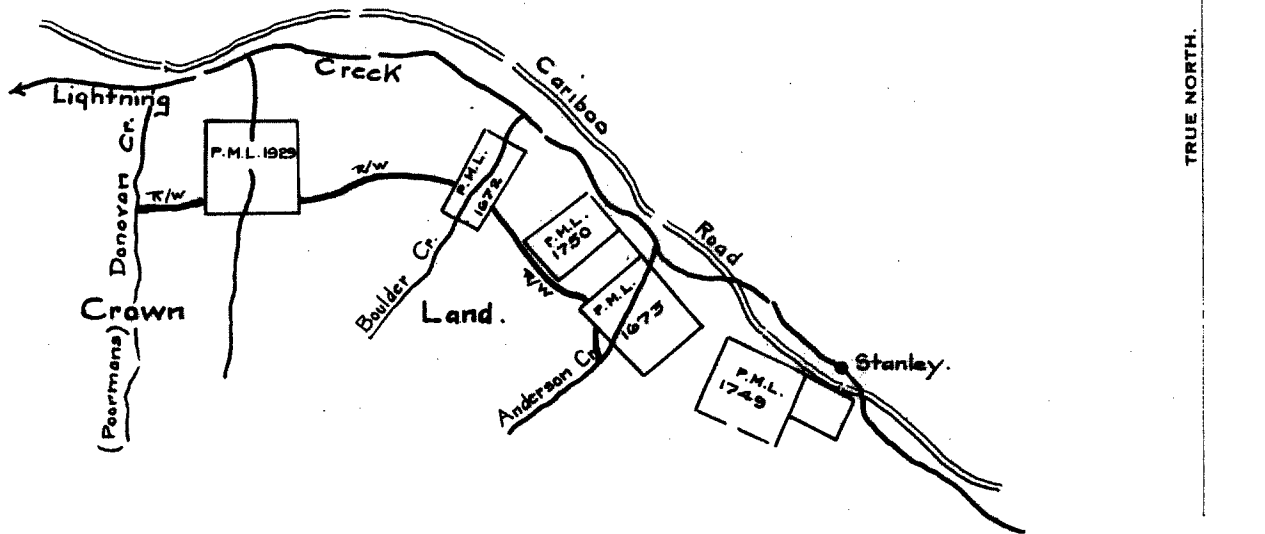 Lightning
Creek
Cariboo
Road
TRUE NORTH.
Donovan Cr.
(Poormans)
R/W
P.M.L. 1929
R/W
P.M.L.
1672
Boulder Cr.
P.M.L.
1750
R/W
P.M.L.
1673
Anderson Cr.
Crown
Land.
P.M.L.
1749
Stanley.